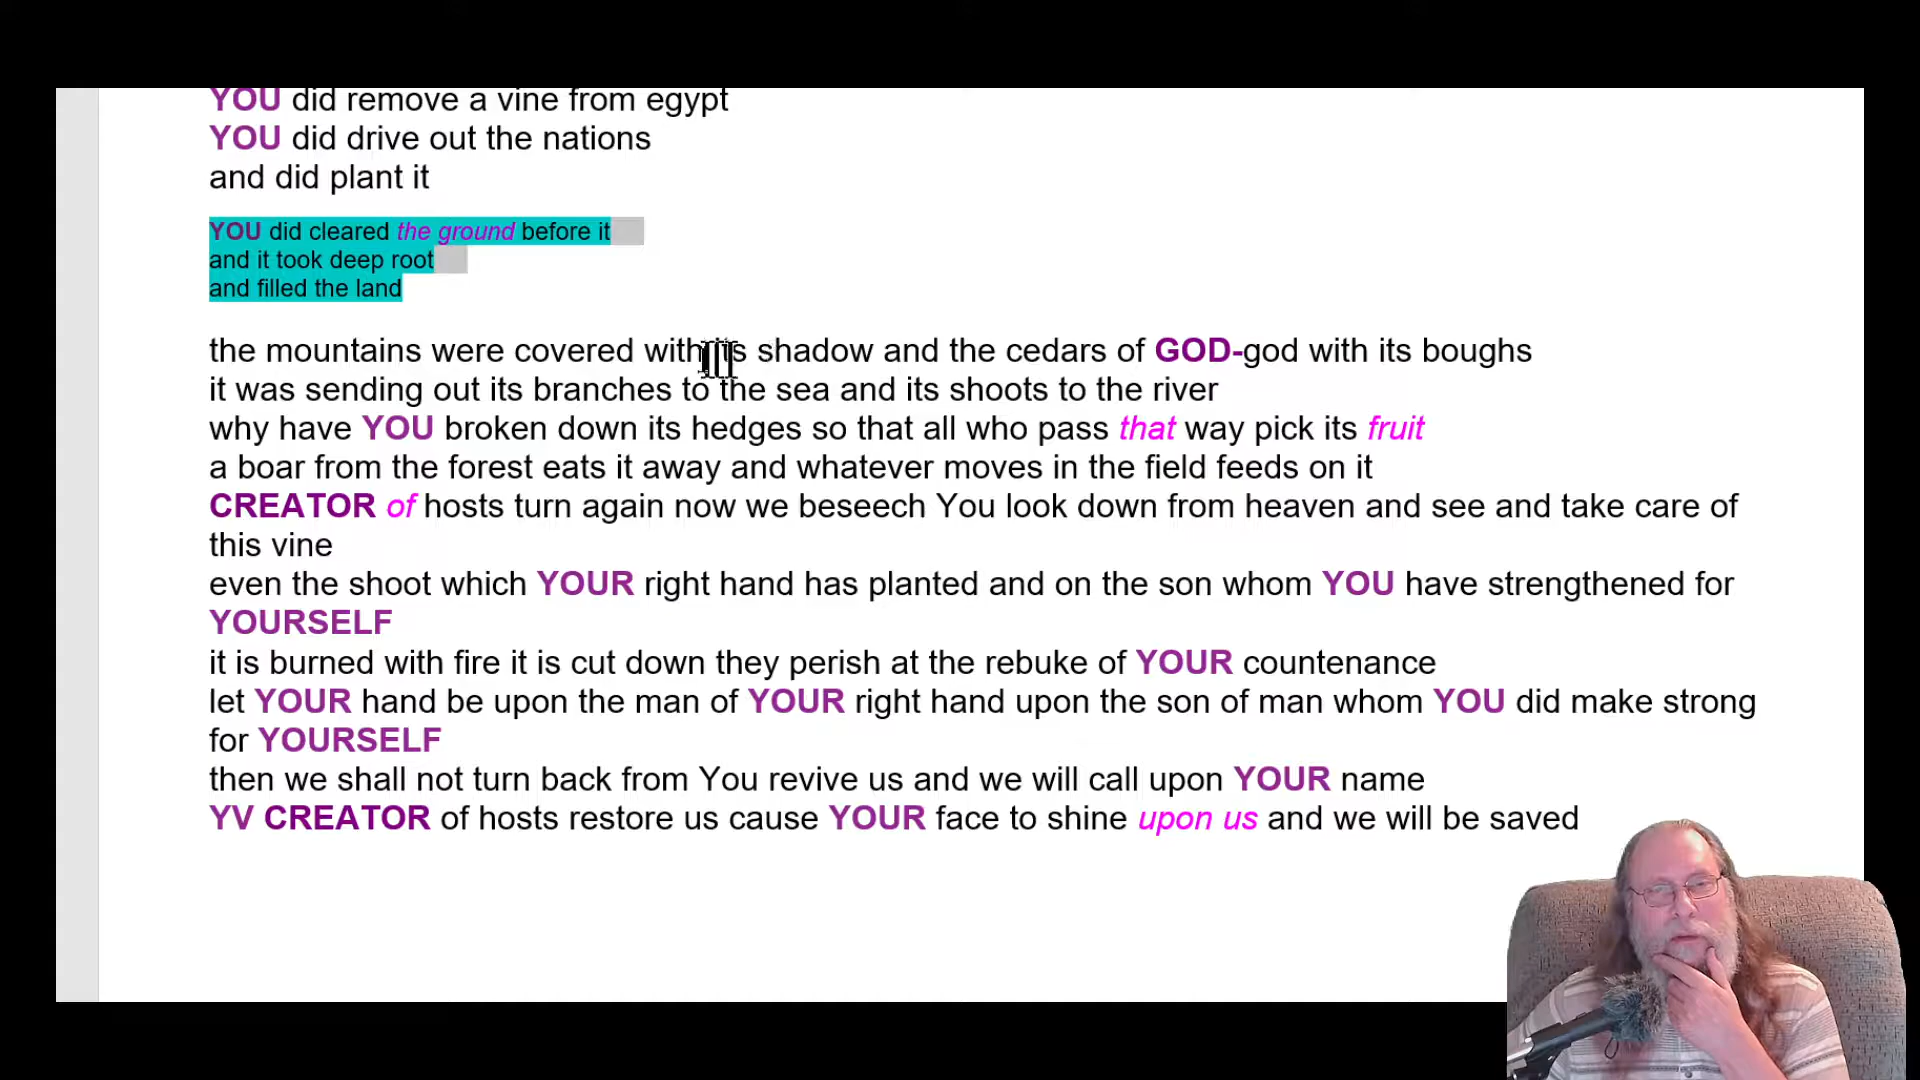 YOU did remove a vine from egypt
YOU did drive out the nations
and did plant it
YOU did cleared the ground before it
and it took deep root
and filled the land
the mountains were covered with its shadow and the cedars of GOD-god with its boughs
it was sending out its branches to the sea and its shoots to the river
why have YOU broken down its hedges so that all who pass that way pick its fruit
a boar from the forest eats it away and whatever moves in the field feeds on it
CREATOR of hosts turn again now we beseech You look down from heaven and see and take care of
this vine
even the shoot which YOUR right hand has planted and on the son whom YOU have strengthened for
YOURSELF
it is burned with fire it is cut down they perish at the rebuke of YOUR countenance
let YOUR hand be upon the man of YOUR right hand upon the son of man whom YOU did make strong
for YOURSELF
then we shall not turn back from You revive us and we will call upon YOUR name
YV CREATOR of hosts restore us cause YOUR face to shine upon us and we will be saved